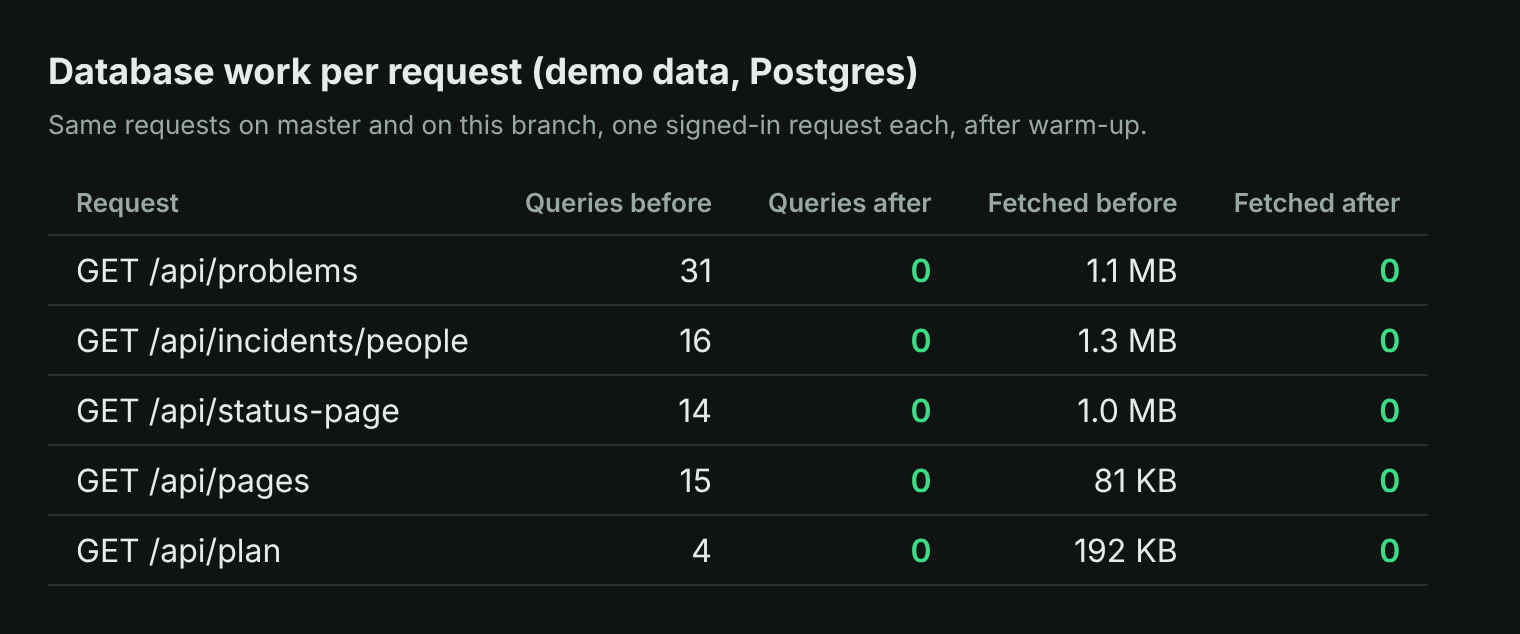 Database work per request (demo data, Postgres)
Same requests on master and on this branch, one signed-in request each, after warm-up.
Request Queries before Queries after Fetched before Fetched after
GET /api/problems 31 0 1.1 MB 0
GET /api/incidents/people 16 0 1.3 MB 0
GET /api/status-page 14 0 1.0 MB 0
GET /api/pages 15 0 81 KB 0
GET /api/plan 4 0 192 KB 0